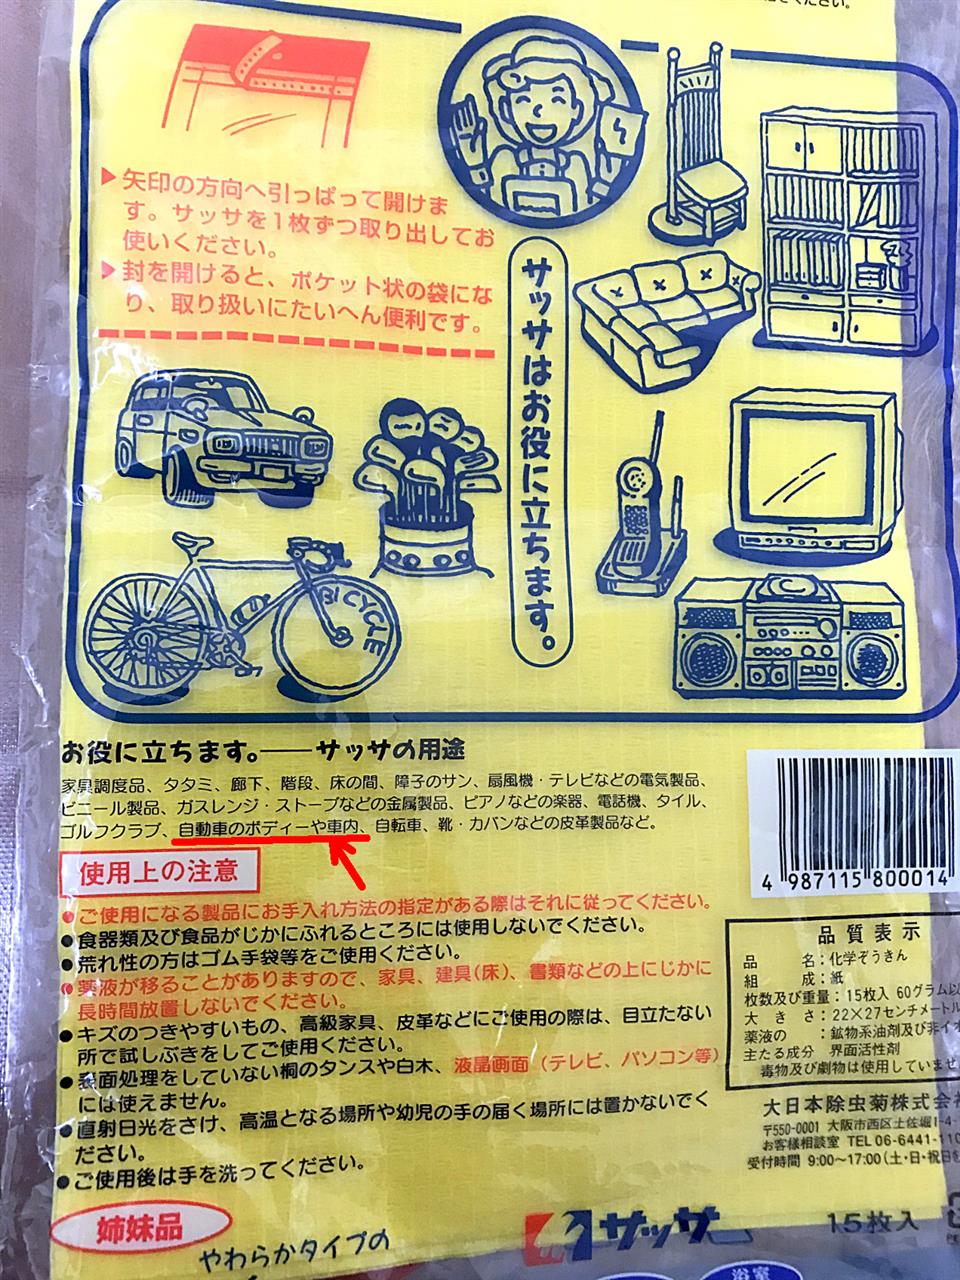 ください。
矢印の方向へ引っぱって開けま
す。サッサを1枚ずつ取り出してお
使いください。
封を開けると、ポケット状の袋にな
り、取り扱いにたいへん便利です。
サッサはお役に立ちます。
BICYCLE
お役に立ちます。――サッサの用途
家具調度品、タタミ、廊下、階段、床の間、障子のサン、扇風機・テレビなどの電気製品、
ビニール製品、ガスレンジ・ストーブなどの金属製品、ピアノなどの楽器、電話機、タイル、
ゴルフクラブ、自動車のボディーや車内、自転車、靴・カバンなどの皮革製品など。
使用上の注意
●ご使用になる製品にお手入れ方法の指定がある際はそれに従ってください。
●食器類及び食品がじかにふれるところには使用しないでください。
●荒れ性の方はゴム手袋等をご使用ください。
●薬液が移ることがありますので、家具、建具(床)、書類などの上にじかに
長時間放置しないでください。
●キズのつきやすいもの、高級家具、皮革などにご使用の際は、目立たない
所で試しぶきをしてご使用ください。
●表面処理をしていない桐のタンスや白木、液晶画面(テレビ、パソコン等)
には使えません。
●直射日光をさけ、高温となる場所や幼児の手の届く場所には置かないでく
ださい。
●ご使用後は手を洗ってください。
4 987115 800014
品質表示
品名:化学ぞうきん
組成:紙
枚数及び重量:15枚入 60グラム以
大きさ:22×27センチメートル
薬液の:鉱物系油剤及び非イオ
主たる成分 界面活性剤
毒物及び劇物は使用していませ
大日本除虫菊株式会社
〒550-0001 大阪市西区土佐堀1-4-
お客様相談室 TEL 06-6441-110
受付時間 9:00~17:00(土・日・祝日を
姉妹品
やわらかタイプの
サッサ
15枚入
浴室